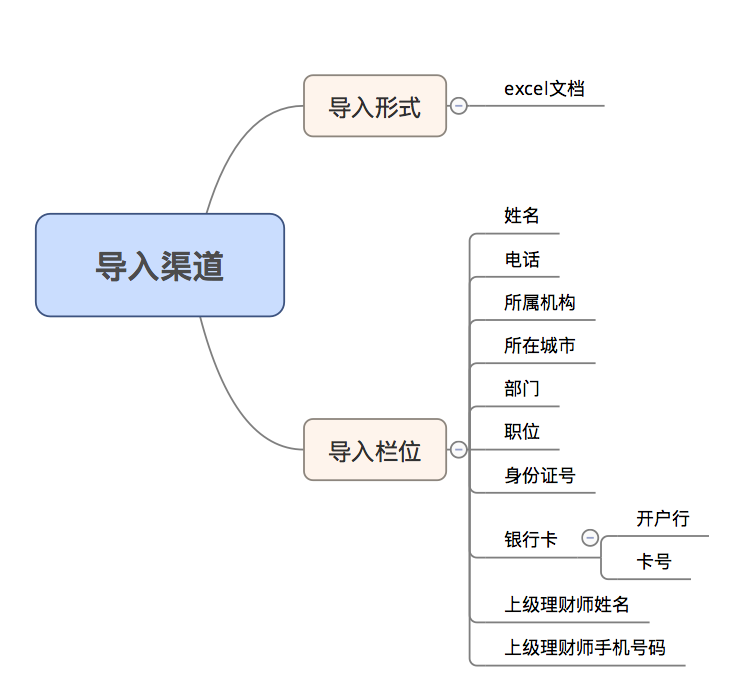 导入渠道
导入形式
excel文档
导入栏位
姓名
电话
所属机构
所在城市
部门
职位
身份证号
银行卡
开户行
卡号
上级理财师姓名
上级理财师手机号码